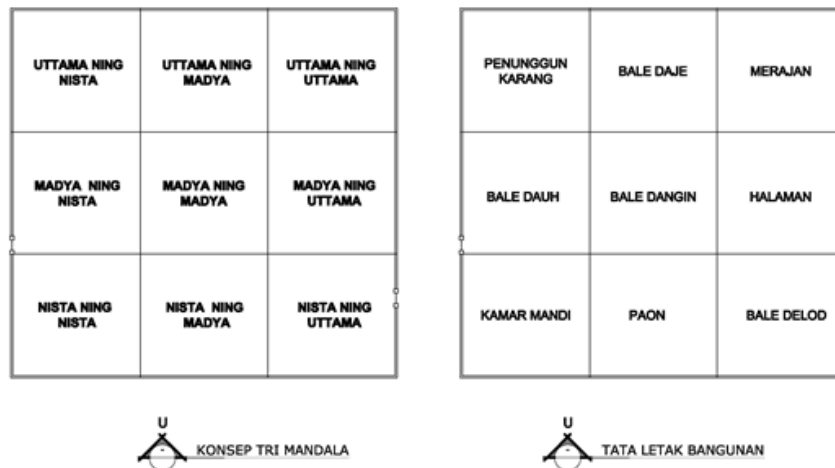 UTTAMA NING
NISTA
UTTAMA NING
MADYA
UTTAMA NING
UTTAMA
MADYA NING
NISTA
MADYA NING
MADYA
MADYA NING
UTTAMA
NISTA NING
NISTA
NISTA NING
MADYA
NISTA NING
UTTAMA
U
KONSEP TRI MANDALA
PENUNGGUN
KARANG
BALE DAJE
MERAJAN
BALE DAUH
BALE DANGIN
HALAMAN
KAMAR MANDI
PAON
BALE DELOD
U
TATA LETAK BANGUNAN